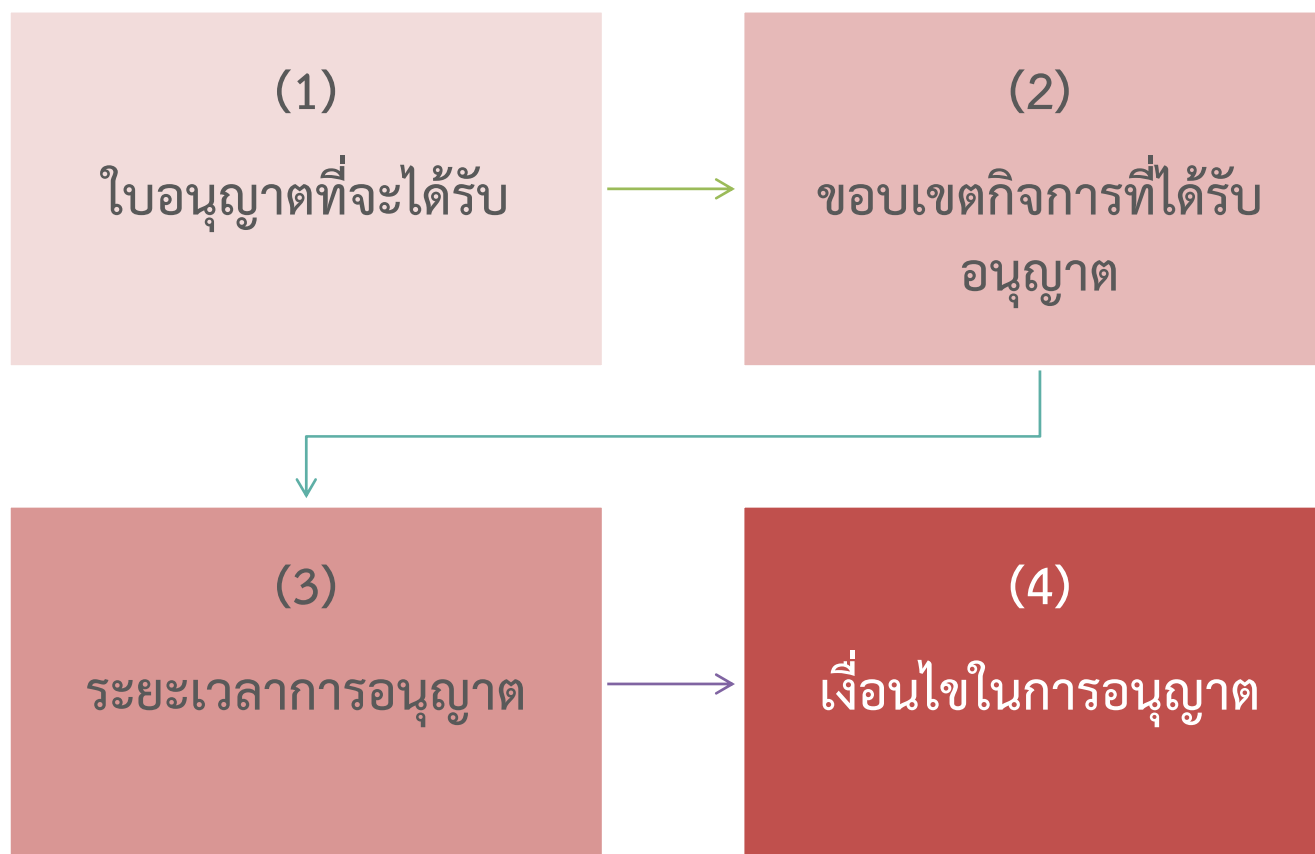 (1)
ใบอนุญาตที่จะได้รับ
(2)
ขอบเขตกิจการที่ได้รับ
อนุญาต
(3)
ระยะเวลาการอนุญาต
(4)
เงื่อนไขในการอนุญาต